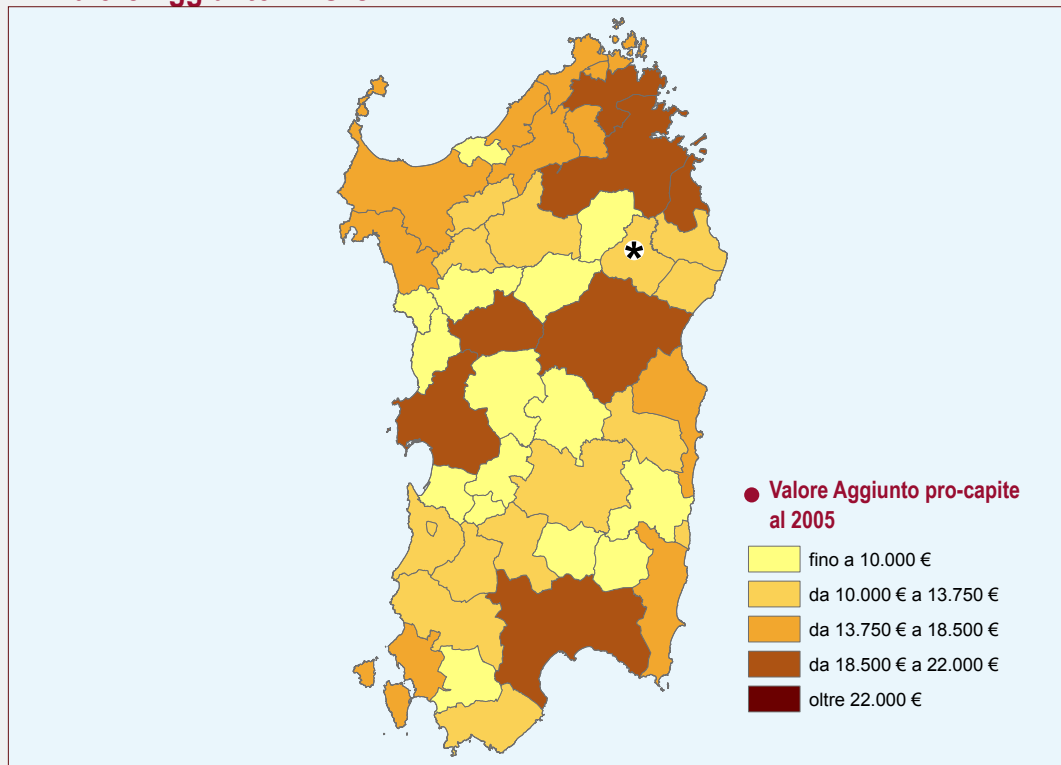 Valore Aggiunto pro-capite
al 2005
fino a 10.000 €
da 10.000 € a 13.750 €
da 13.750 € a 18.500 €
da 18.500 € a 22.000 €
oltre 22.000 €